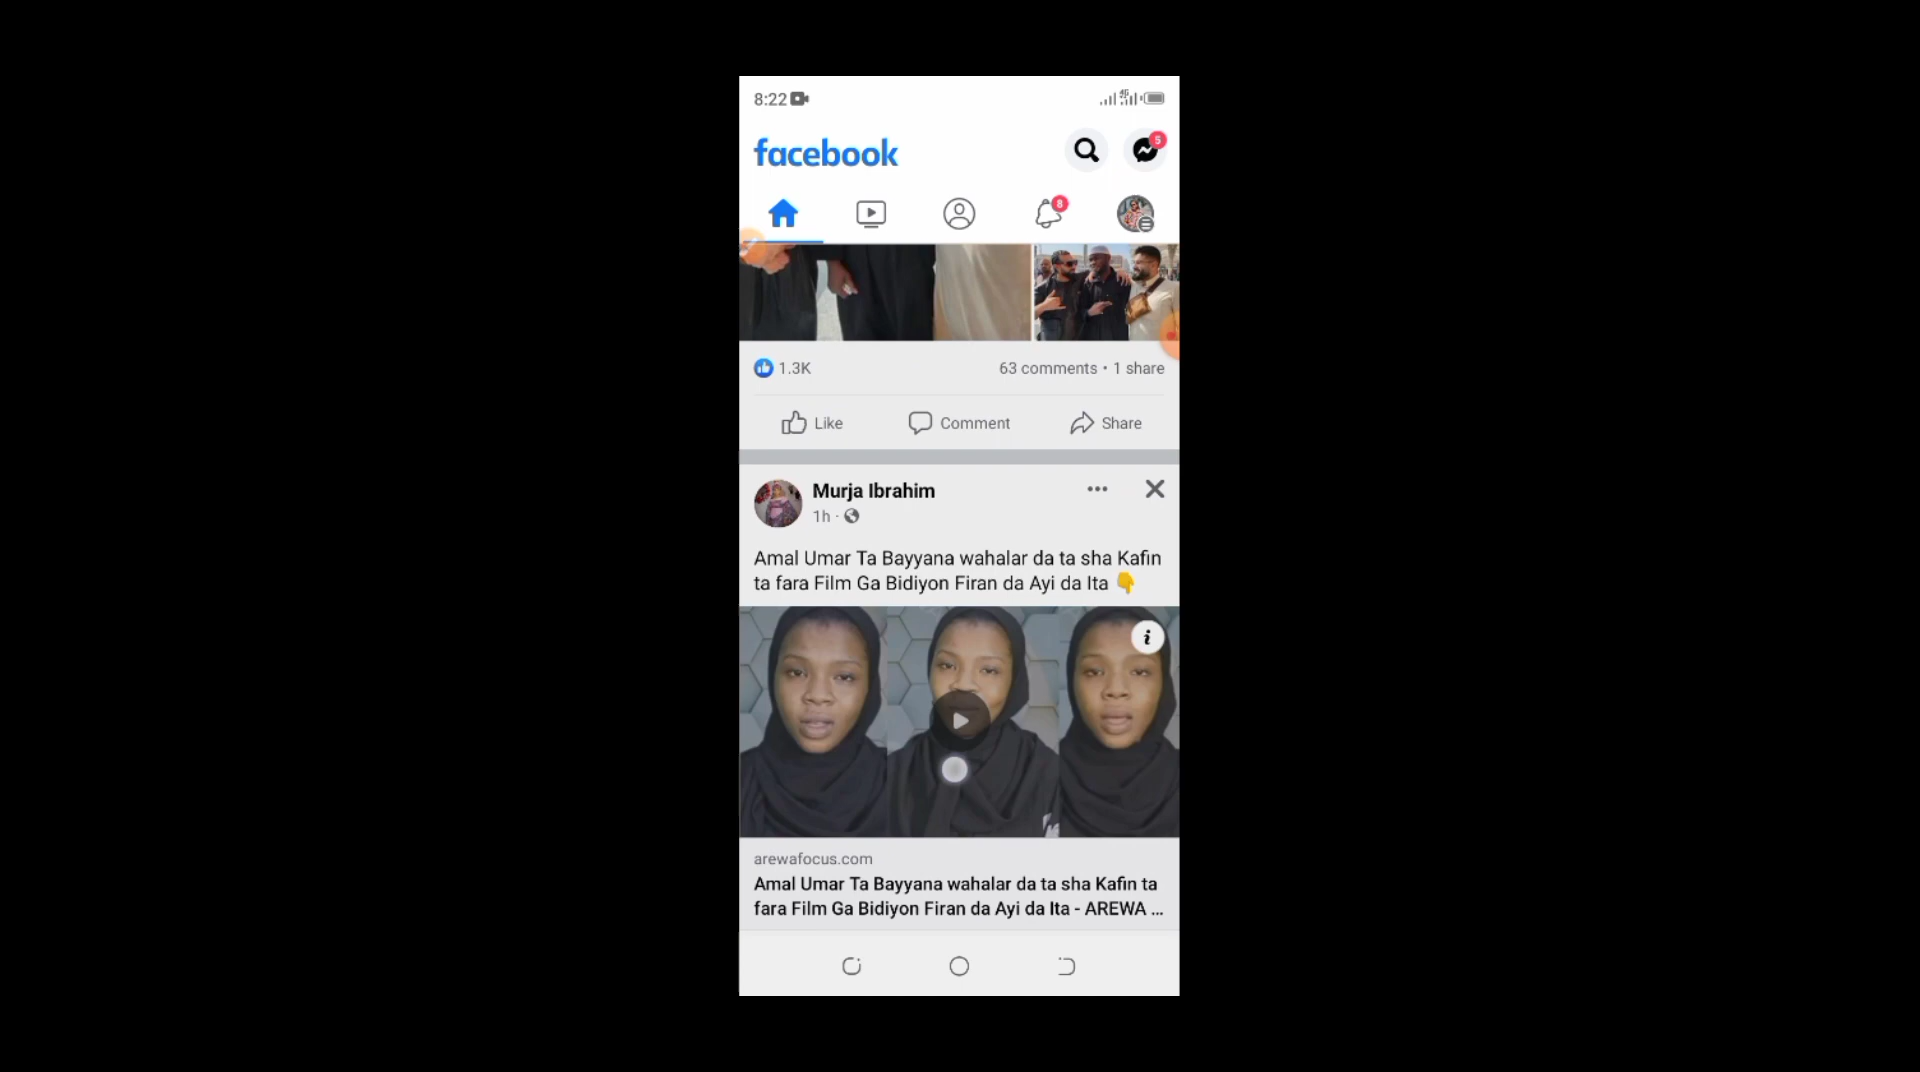 8:22
facebook
5
8
1.3K
63 comments • 1 share
Like
Comment
Share
Murja Ibrahim
1h ·
Amal Umar Ta Bayyana wahalar da ta sha Kafin
ta fara Film Ga Bidiyon Firan da Ayi da Ita 👇
arewafocus.com
Amal Umar Ta Bayyana wahalar da ta sha Kafin ta
fara Film Ga Bidiyon Firan da Ayi da Ita - AREWA ...